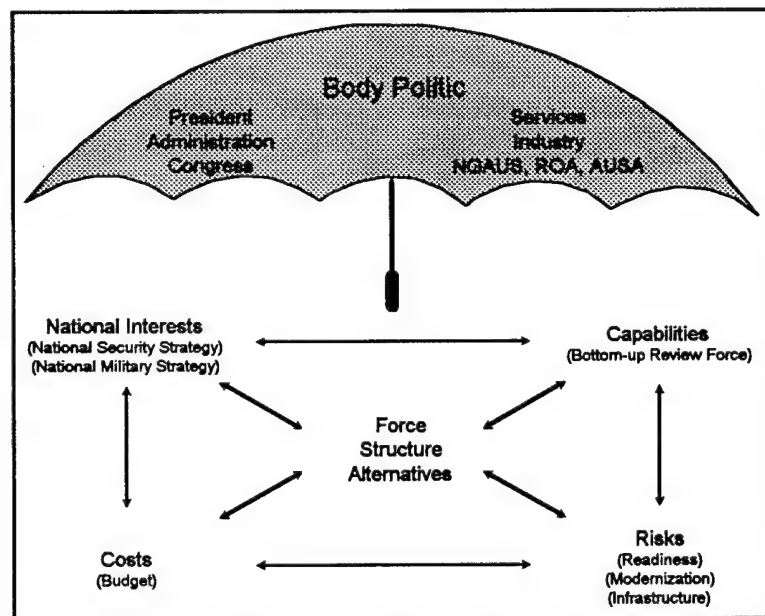 Body Politic
President
Administration
Congress
Services
Industry
NGAUS, ROA, AUSA
National Interests
(National Security Strategy)
(National Military Strategy)
Capabilities
(Bottom-up Review Force)
Force
Structure
Alternatives
Costs
(Budget)
Risks
(Readiness)
(Modernization)
(Infrastructure)